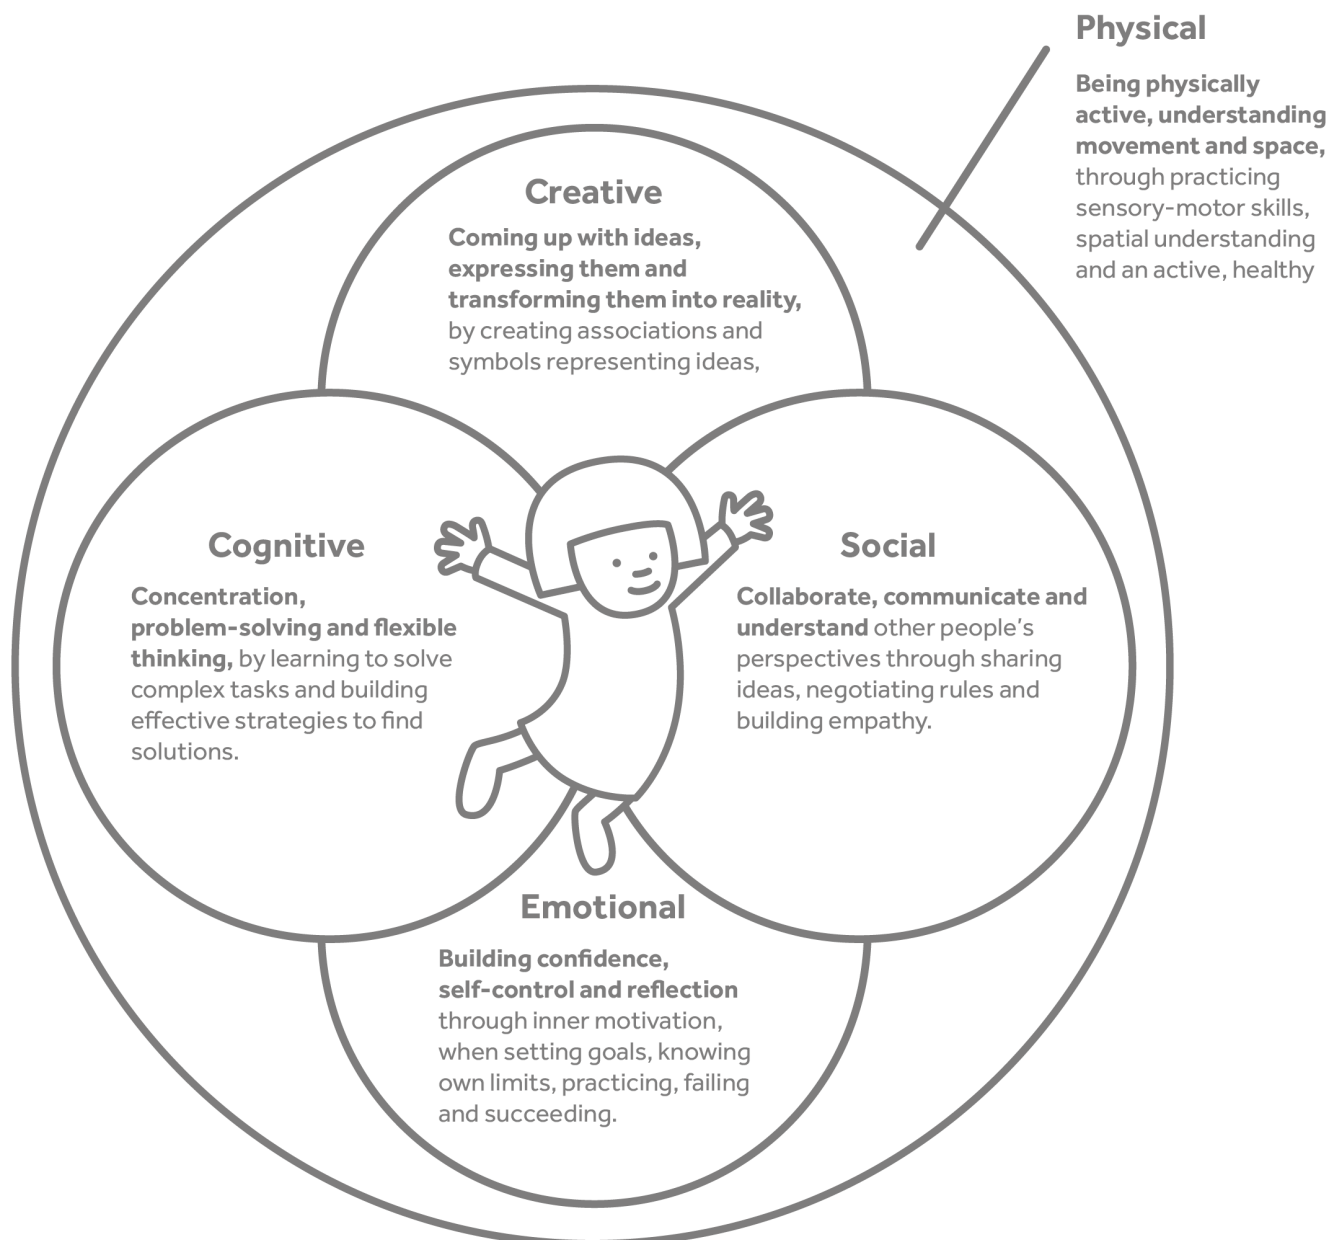 Physical
Being physically
active, understanding
movement and space,
through practicing
sensory-motor skills,
spatial understanding
and an active, healthy
Creative
Coming up with ideas,
expressing them and
transforming them into reality,
by creating associations and
symbols representing ideas,
Cognitive
Concentration,
problem-solving and flexible
thinking, by learning to solve
complex tasks and building
effective strategies to find
solutions.
Social
Collaborate, communicate and
understand other people's
perspectives through sharing
ideas, negotiating rules and
building empathy.
Emotional
Building confidence,
self-control and reflection
through inner motivation,
when setting goals, knowing
own limits, practicing, failing
and succeeding.